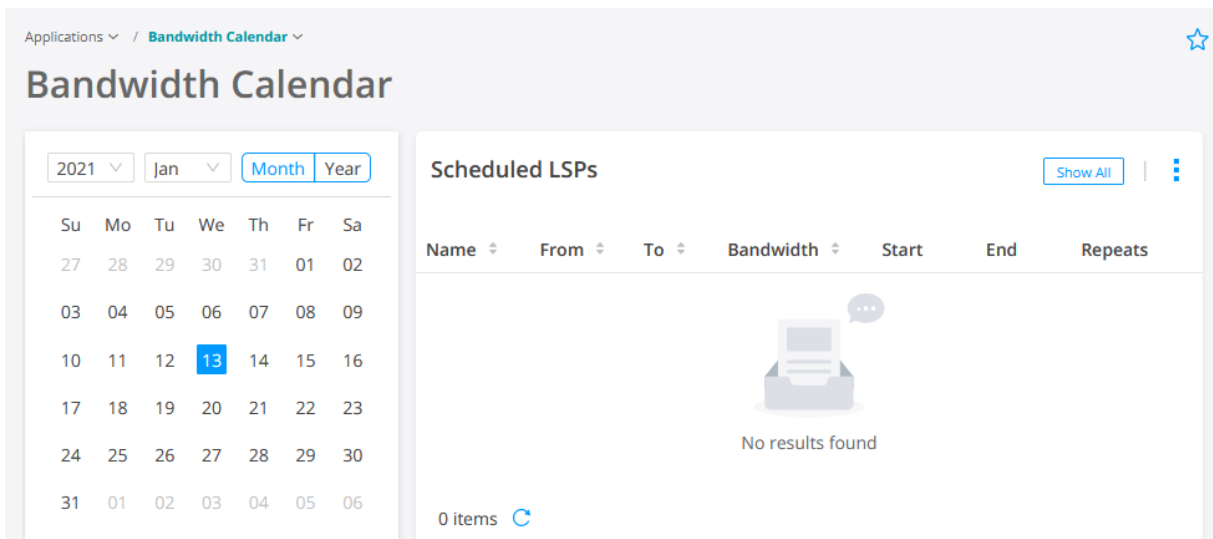 Applications / Bandwidth Calendar
Bandwidth Calendar
2021 Jan Month Year
Su Mo Tu We Th Fr Sa
27 28 29 30 31 01 02
03 04 05 06 07 08 09
10 11 12 13 14 15 16
17 18 19 20 21 22 23
24 25 26 27 28 29 30
31 01 02 03 04 05 06
Scheduled LSPs Show All
Name From To Bandwidth Start End Repeats
No results found
0 items